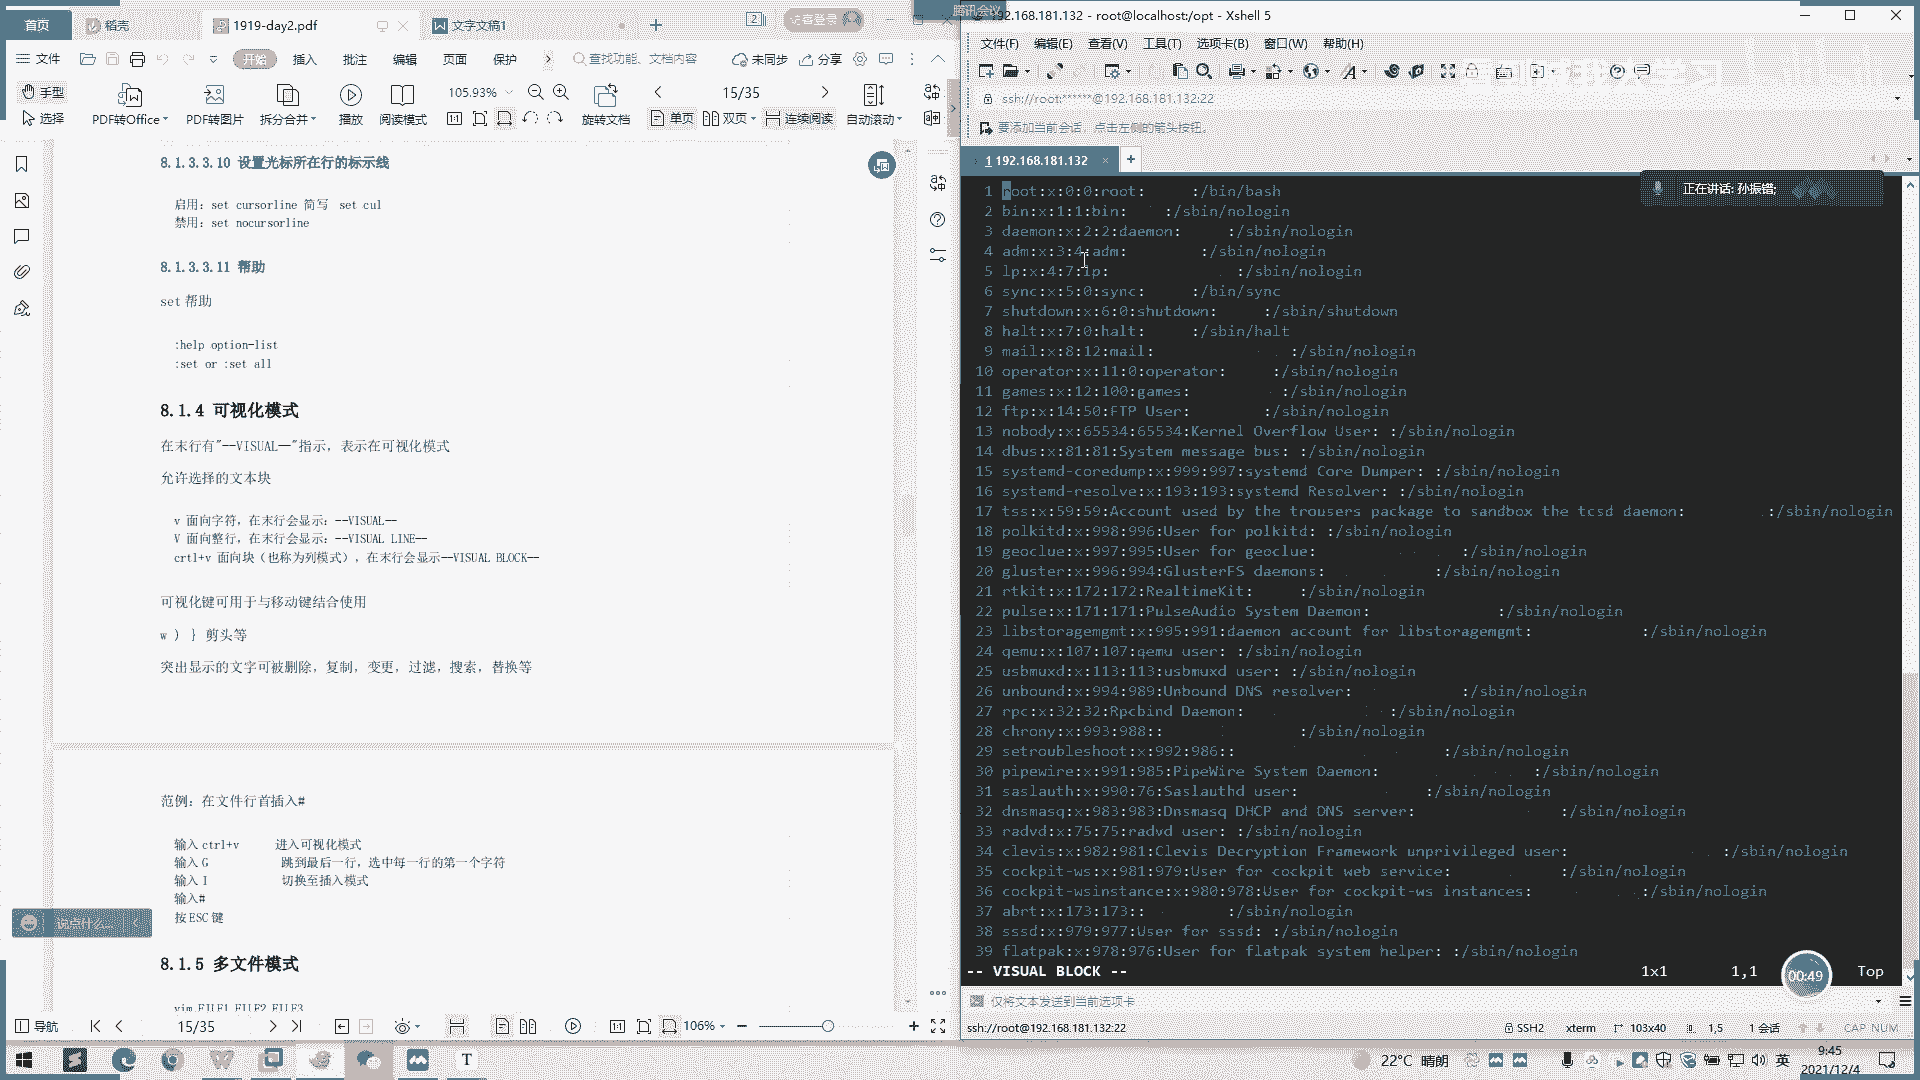 首页
稻壳
1919-day2.pdf
文字文稿1
访客登录
文件
开始
插入
批注
编辑
页面
保护
查找功能、文档内容
未同步
分享
手型
选择
PDF转Office
PDF转图片
拆分合并
播放
阅读模式
105.93%
旋转文档
15/35
单页
双页
连续阅读
自动滚动
8.1.3.3.10 设置光标所在行的标示线
启用：set cursorline 简写 set cul
禁用：set nocursorline
8.1.3.3.11 帮助
set 帮助
:help option-list
:set or :set all
8.1.4 可视化模式
在末行有"--VISUAL--"指示，表示在可视化模式
允许选择的文本块
v 面向字符，在末行会显示：--VISUAL--
V 面向整行，在末行会显示：--VISUAL LINE--
crtl+v 面向块（也称为列模式），在末行会显示--VISUAL BLOCK--
可视化键可用于与移动键结合使用
w ) } 剪头等
突出显示的文字可被删除，复制，变更，过滤，搜索，替换等
范例：在文件行首插入#
输入 ctrl+v 进入可视化模式
输入 G 跳到最后一行，选中每一行的第一个字符
输入 I 切换至插入模式
输入#
按 ESC 键
8.1.5 多文件模式
vim FILE1 FILE2 FILE3
说点什么...
导航
15/35
106%
腾讯会议
192.168.181.132 - root@localhost:/opt - Xshell 5
文件(F) 编辑(E) 查看(V) 工具(T) 选项卡(B) 窗口(W) 帮助(H)
ssh://root:******@192.168.181.132:22
要添加当前会话，点击左侧的箭头按钮。
1 192.168.181.132
正在讲话: 孙振错;
1 root:x:0:0:root: :/bin/bash
2 bin:x:1:1:bin: :/sbin/nologin
3 daemon:x:2:2:daemon: :/sbin/nologin
4 adm:x:3:4:adm: :/sbin/nologin
5 lp:x:4:7:lp: :/sbin/nologin
6 sync:x:5:0:sync: :/bin/sync
7 shutdown:x:6:0:shutdown: :/sbin/shutdown
8 halt:x:7:0:halt: :/sbin/halt
9 mail:x:8:12:mail: :/sbin/nologin
10 operator:x:11:0:operator: :/sbin/nologin
11 games:x:12:100:games: :/sbin/nologin
12 ftp:x:14:50:FTP User: :/sbin/nologin
13 nobody:x:65534:65534:Kernel Overflow User: :/sbin/nologin
14 dbus:x:81:81:System message bus: :/sbin/nologin
15 systemd-coredump:x:999:997:systemd Core Dumper: :/sbin/nologin
16 systemd-resolve:x:193:193:systemd Resolver: :/sbin/nologin
17 tss:x:59:59:Account used by the trousers package to sandbox the tcsd daemon: :/sbin/nologin
18 polkitd:x:998:996:User for polkitd: :/sbin/nologin
19 geoclue:x:997:995:User for geoclue: :/sbin/nologin
20 gluster:x:996:994:GlusterFS daemons: :/sbin/nologin
21 rtkit:x:172:172:RealtimeKit: :/sbin/nologin
22 pulse:x:171:171:PulseAudio System Daemon: :/sbin/nologin
23 libstoragemgmt:x:995:991:daemon account for libstoragemgmt: :/sbin/nologin
24 qemu:x:107:107:qemu user: :/sbin/nologin
25 usbmuxd:x:113:113:usbmuxd user: :/sbin/nologin
26 unbound:x:994:989:Unbound DNS resolver: :/sbin/nologin
27 rpc:x:32:32:Rpcbind Daemon: :/sbin/nologin
28 chrony:x:993:988:: :/sbin/nologin
29 setroubleshoot:x:992:986:: :/sbin/nologin
30 pipewire:x:991:985:PipeWire System Daemon: :/sbin/nologin
31 saslauth:x:990:76:Saslauthd user: :/sbin/nologin
32 dnsmasq:x:983:983:Dnsmasq DHCP and DNS server: :/sbin/nologin
33 radvd:x:75:75:radvd user: :/sbin/nologin
34 clevis:x:982:981:Clevis Decryption Framework unprivileged user: :/sbin/nologin
35 cockpit-ws:x:981:979:User for cockpit web service: :/sbin/nologin
36 cockpit-wsinstance:x:980:978:User for cockpit-ws instances: :/sbin/nologin
37 abrt:x:173:173:: :/sbin/nologin
38 sssd:x:979:977:User for sssd: :/sbin/nologin
39 flatpak:x:978:976:User for flatpak system helper: :/sbin/nologin
-- VISUAL BLOCK -- 1x1 1,1 Top
00:49
仅将文本发送到当前选项卡
ssh://root@192.168.181.132:22 SSH2 xterm 103x40 1,5 1 会话 CAP NUM
22°C 晴朗
英
9:45
2021/12/4